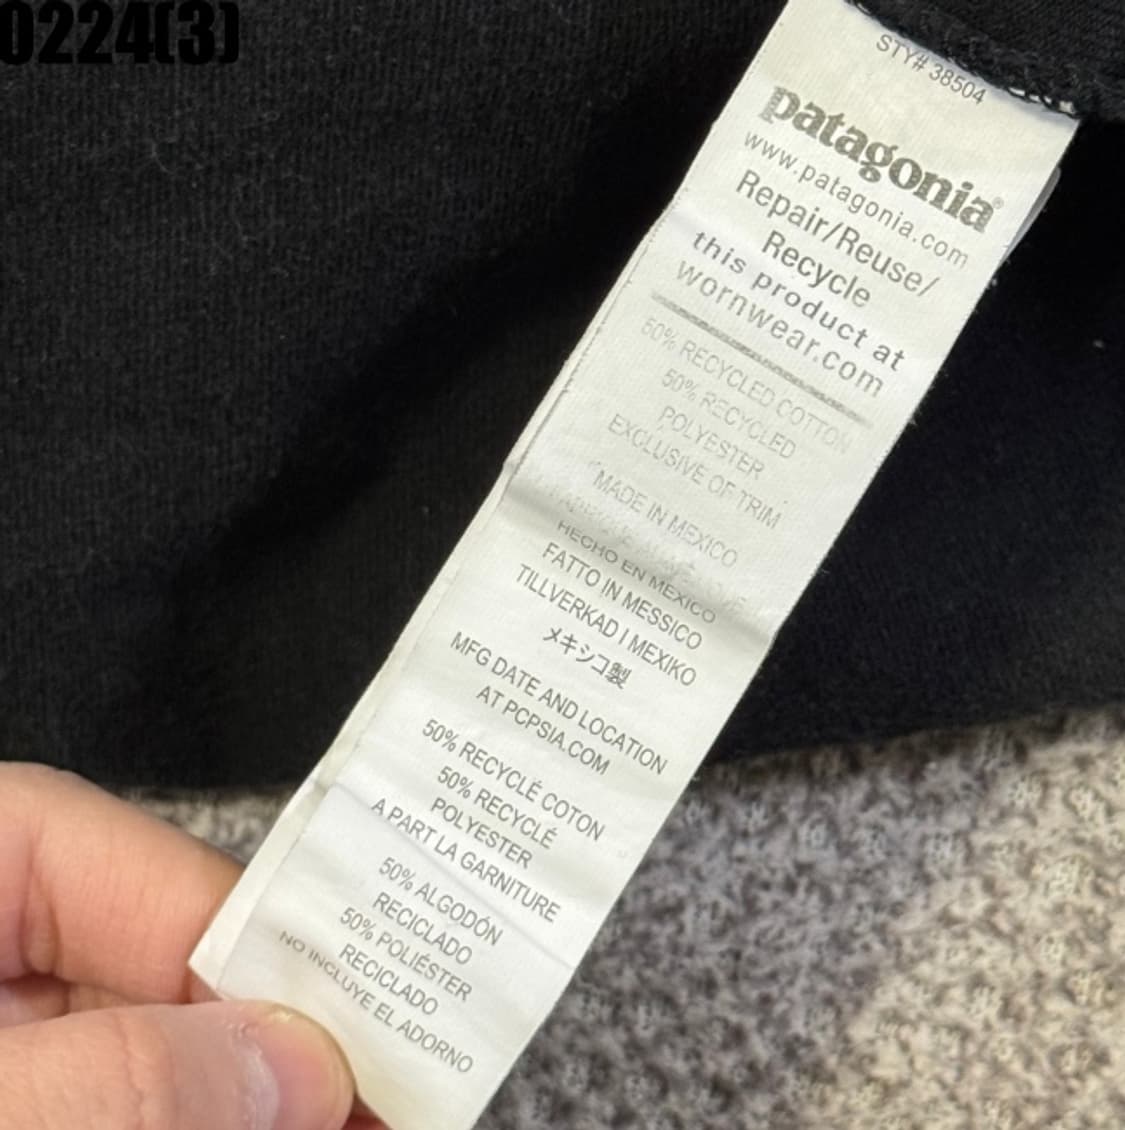 0224(3)
STY# 38504
patagonia®
www.patagonia.com
Repair/Reuse/
Recycle
this product at
wornwear.com
50% RECYCLED COTTON
50% RECYCLED
POLYESTER
EXCLUSIVE OF TRIM
MADE IN MEXICO
HECHO EN MÉXICO
FATTO IN MESSICO
TILLVERKAD I MEXIKO
メキシコ製
MFG DATE AND LOCATION
AT PCPSIA.COM
50% RECYCLÉ COTON
50% RECYCLÉ
POLYESTER
A PART LA GARNITURE
50% ALGODÓN
RECICLADO
50% POLIÉSTER
RECICLADO
NO INCLUYE EL ADORNO